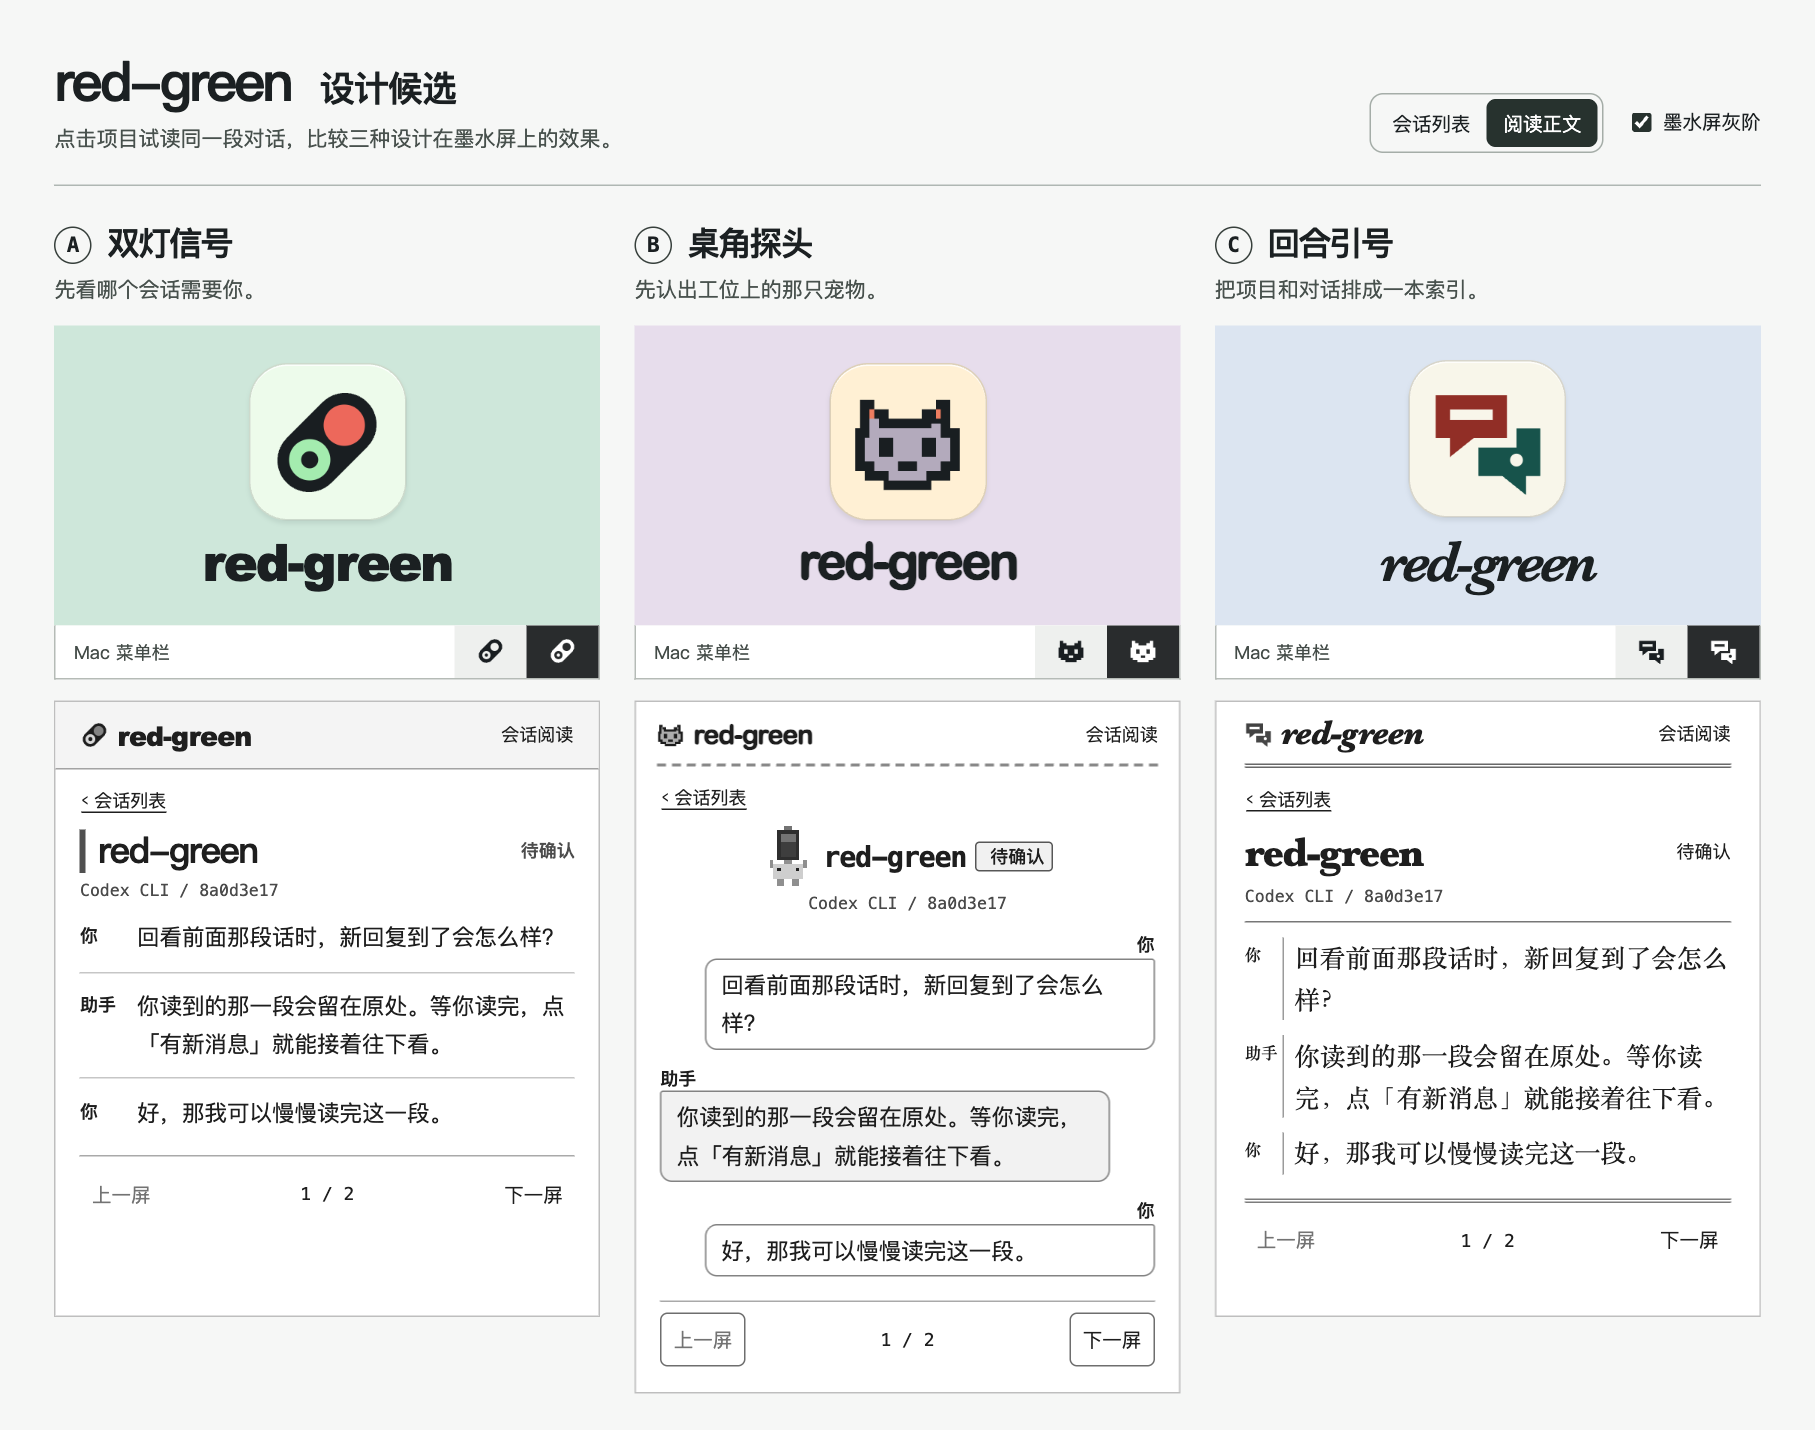 red–green 设计候选
点击项目试读同一段对话，比较三种设计在墨水屏上的效果。
会话列表 阅读正文 墨水屏灰阶
A 双灯信号
先看哪个会话需要你。
red-green
Mac 菜单栏
red-green 会话阅读
‹ 会话列表
red–green 待确认
Codex CLI / 8a0d3e17
你 回看前面那段话时，新回复到了会怎么样？
助手 你读到的那一段会留在原处。等你读完，点
「有新消息」就能接着往下看。
你 好，那我可以慢慢读完这一段。
上一屏 1 / 2 下一屏
B 桌角探头
先认出工位上的那只宠物。
red-green
Mac 菜单栏
red-green 会话阅读
‹ 会话列表
red–green 待确认
Codex CLI / 8a0d3e17
你
回看前面那段话时，新回复到了会怎么
样？
助手
你读到的那一段会留在原处。等你读完，
点「有新消息」就能接着往下看。
你
好，那我可以慢慢读完这一段。
上一屏 1 / 2 下一屏
C 回合引号
把项目和对话排成一本索引。
red-green
Mac 菜单栏
red-green 会话阅读
‹ 会话列表
red-green 待确认
Codex CLI / 8a0d3e17
你 回看前面那段话时，新回复到了会怎么
样？
助手 你读到的那一段会留在原处。等你读
完，点「有新消息」就能接着往下看。
你 好，那我可以慢慢读完这一段。
上一屏 1 / 2 下一屏